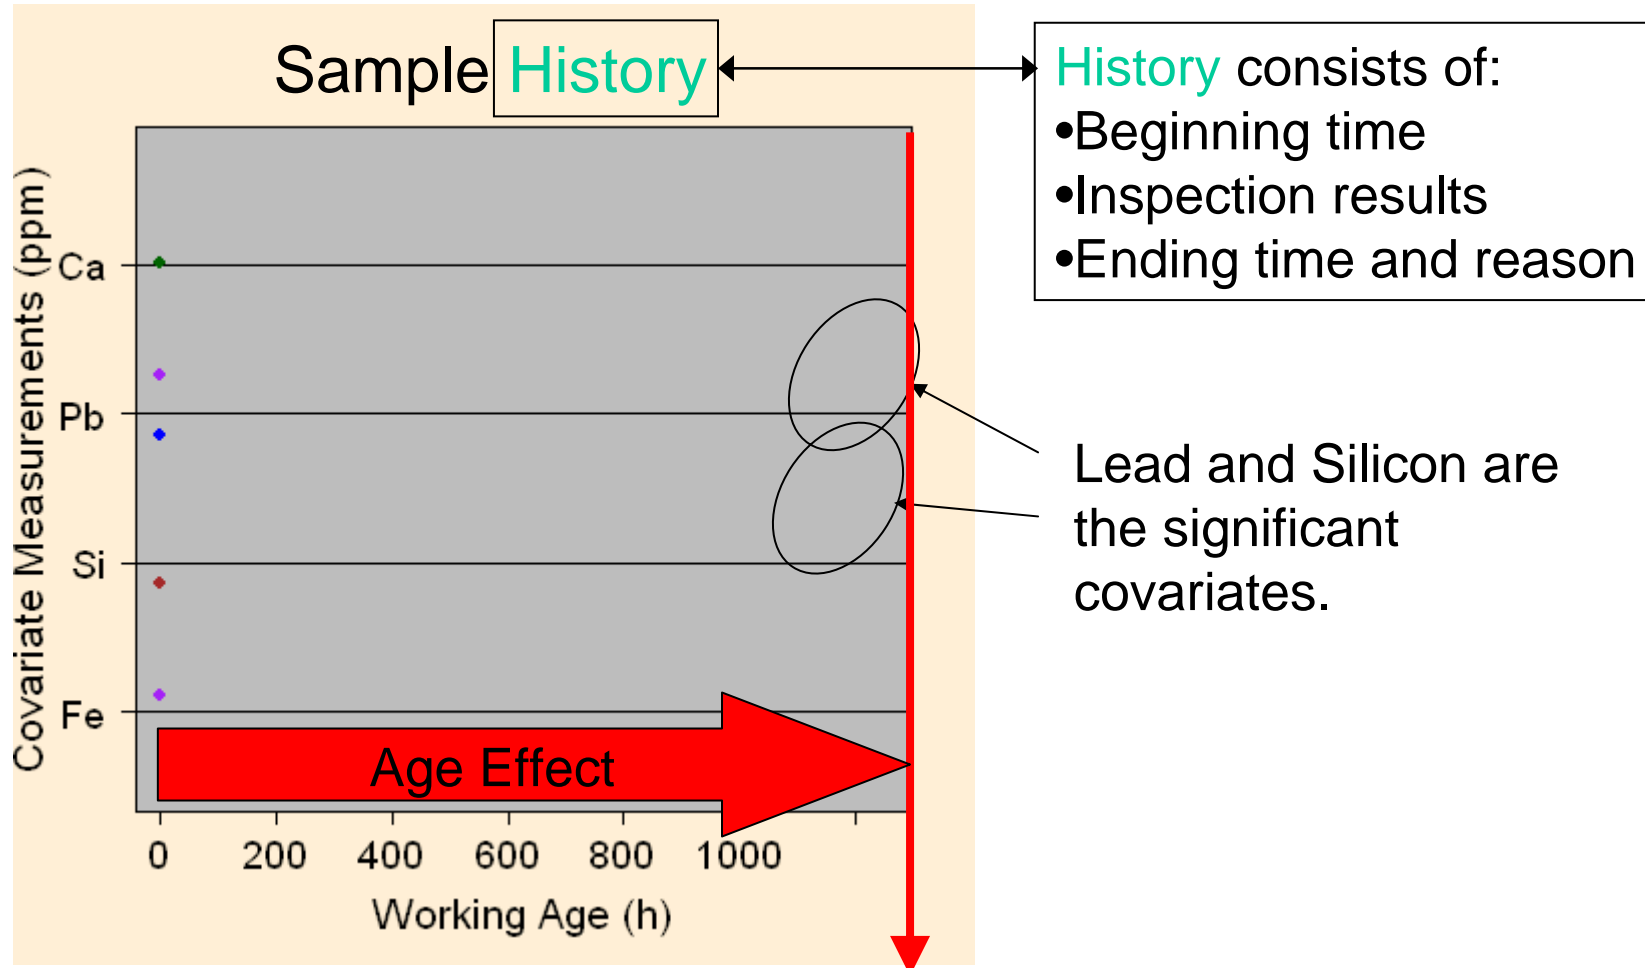 Sample History
History consists of:
•Beginning time
•Inspection results
•Ending time and reason
Covariate Measurements (ppm)
Ca
Pb
Si
Fe
Lead and Silicon are
the significant
covariates.
Age Effect
0 200 400 600 800 1000
Working Age (h)